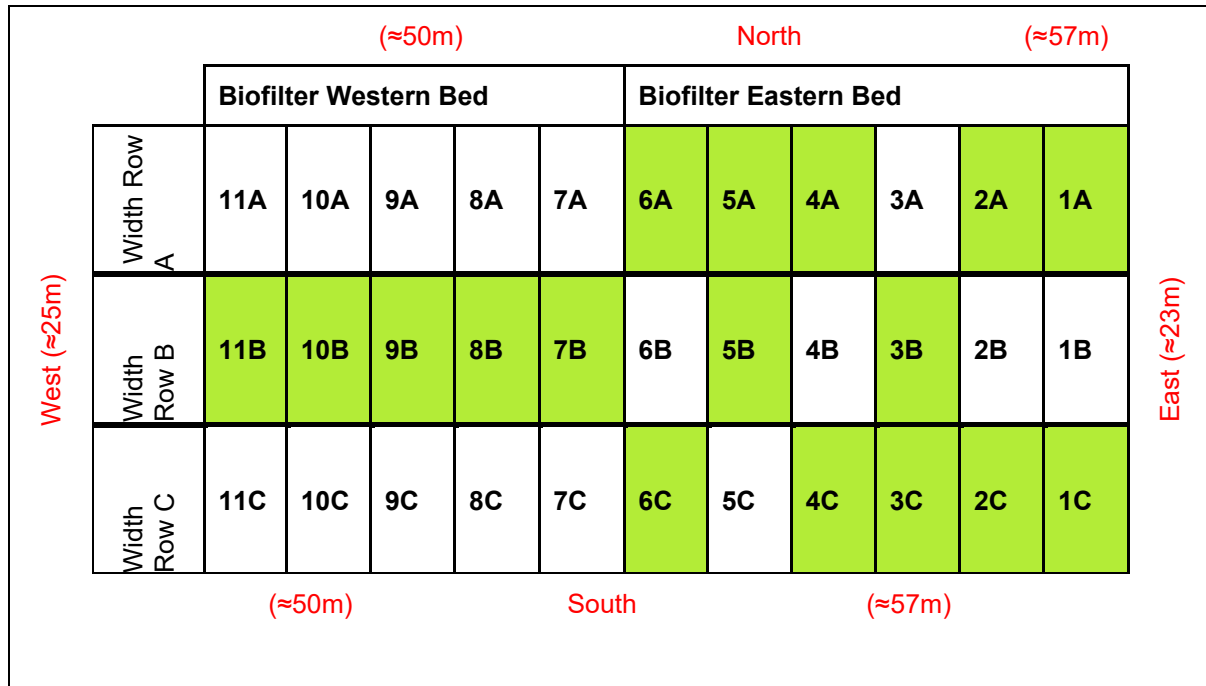 (≈50m) North (≈57m)
Biofilter Western Bed Biofilter Eastern Bed
Width Row
A
11A 10A 9A 8A 7A 6A 5A 4A 3A 2A 1A
West (≈25m)
Width
Row B
11B 10B 9B 8B 7B 6B 5B 4B 3B 2B 1B
East (≈23m)
Width
Row C
11C 10C 9C 8C 7C 6C 5C 4C 3C 2C 1C
(≈50m) South (≈57m)